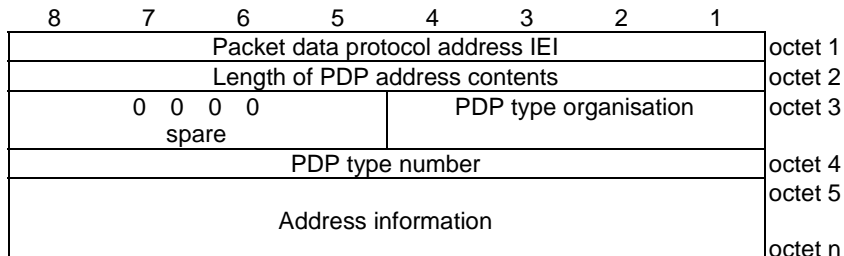 8 7 6 5 4 3 2 1
Packet data protocol address IEI octet 1
Length of PDP address contents octet 2
0 0 0 0 PDP type organisation octet 3
spare
PDP type number octet 4
octet 5
Address information
octet n